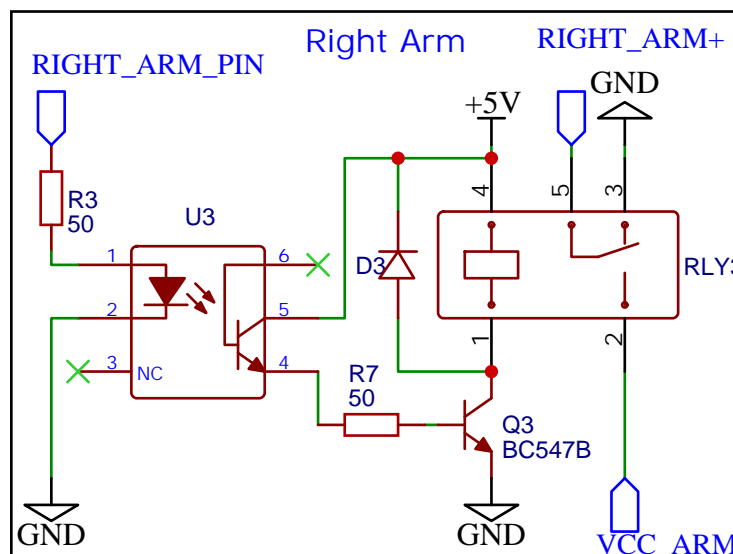 Right Arm
RIGHT_ARM+
RIGHT_ARM_PIN
GND
+5V
R3
50
U3
4
5
3
1
6
D3
RLY3
2
5
3
NC
4
1
2
R7
50
Q3
BC547B
GND
GND
VCC_ARM